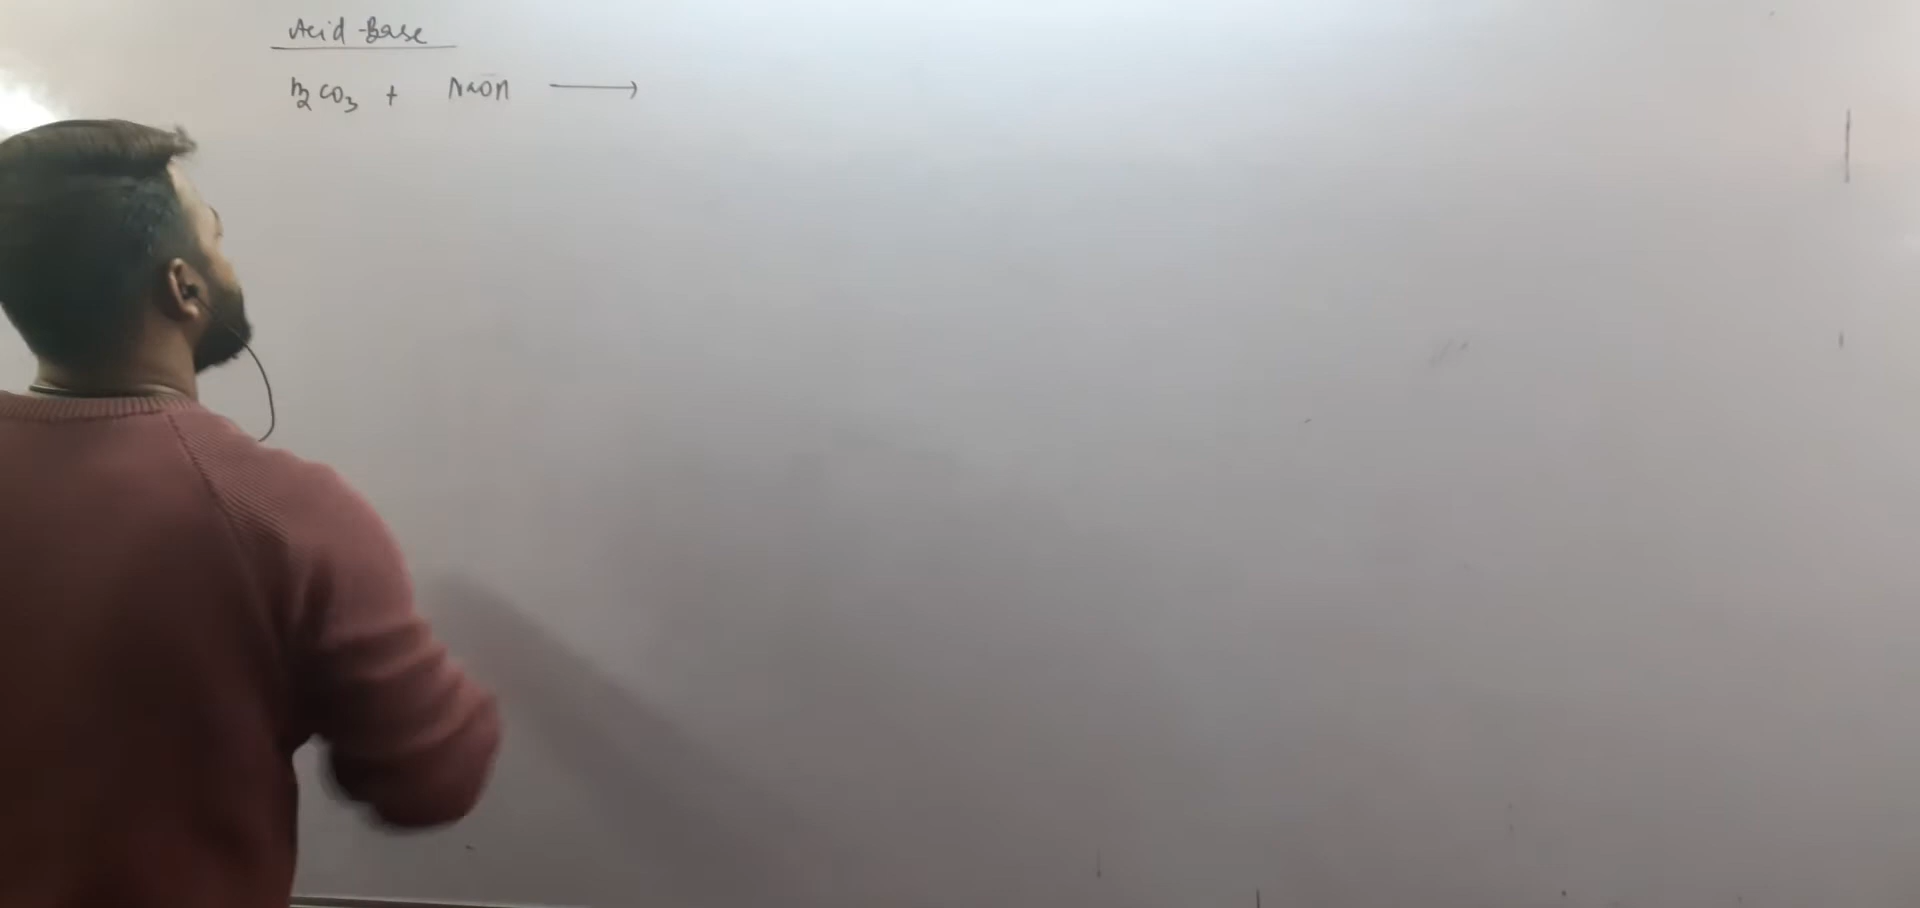 Acid-Base
H2CO3 + NaOH ⟶